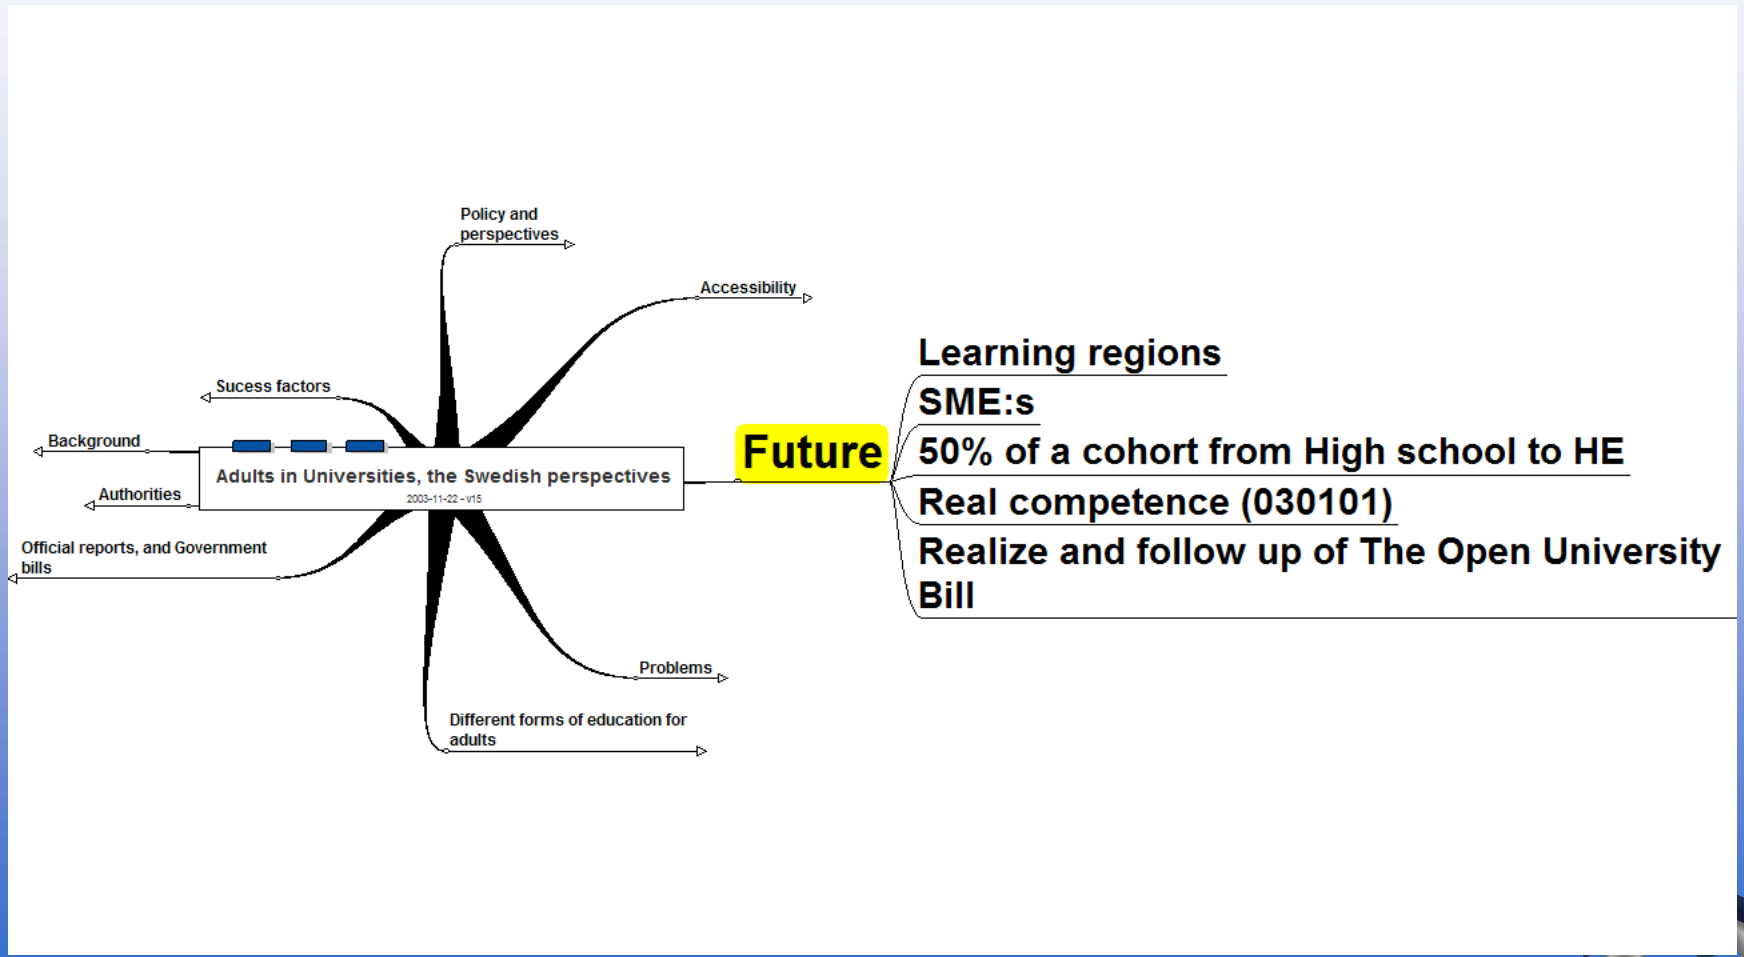 Policy and
perspectives
Accessibility
Sucess factors
Background
Authorities
Official reports, and Government
bills
Adults in Universities, the Swedish perspectives
2003-11-22 - v15
Future
Learning regions
SME:s
50% of a cohort from High school to HE
Real competence (030101)
Realize and follow up of The Open University
Bill
Problems
Different forms of education for
adults